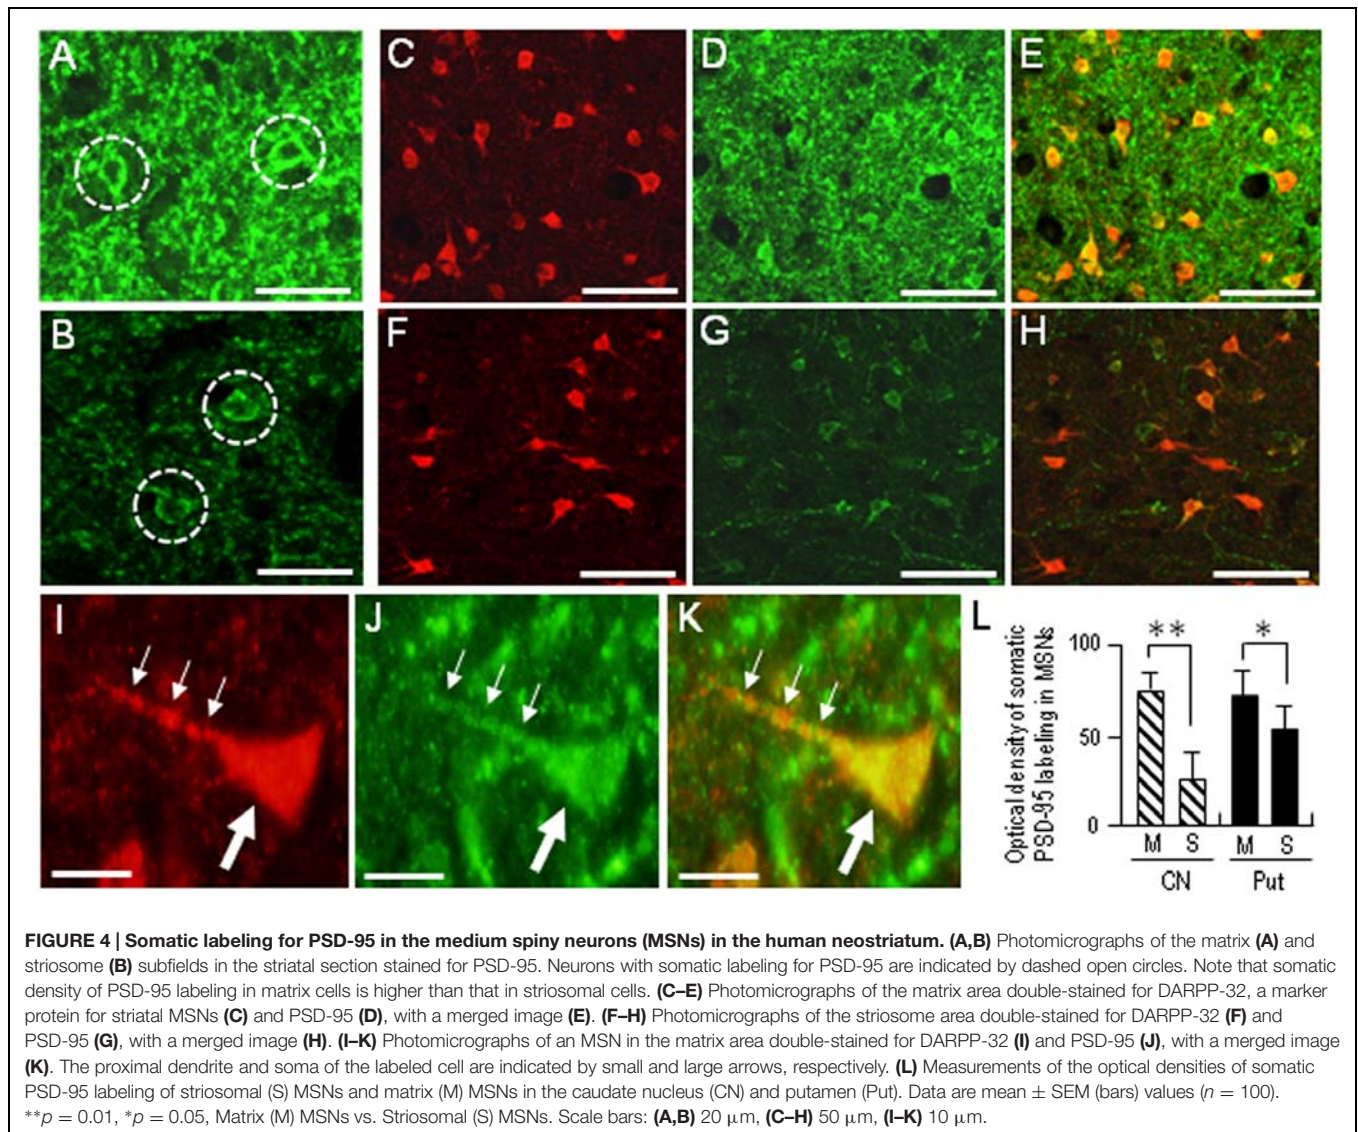 A
C
D
E
B
F
G
H
I
J
K
L
Optical density of somatic
PSD-95 labeling in MSNs
100
50
0
**
*
M S M S
CN Put
FIGURE 4 | Somatic labeling for PSD-95 in the medium spiny neurons (MSNs) in the human neostriatum. (A,B) Photomicrographs of the matrix (A) and
striosome (B) subfields in the striatal section stained for PSD-95. Neurons with somatic labeling for PSD-95 are indicated by dashed open circles. Note that somatic
density of PSD-95 labeling in matrix cells is higher than that in striosomal cells. (C–E) Photomicrographs of the matrix area double-stained for DARPP-32, a marker
protein for striatal MSNs (C) and PSD-95 (D), with a merged image (E). (F–H) Photomicrographs of the striosome area double-stained for DARPP-32 (F) and
PSD-95 (G), with a merged image (H). (I–K) Photomicrographs of an MSN in the matrix area double-stained for DARPP-32 (I) and PSD-95 (J), with a merged image
(K). The proximal dendrite and soma of the labeled cell are indicated by small and large arrows, respectively. (L) Measurements of the optical densities of somatic
PSD-95 labeling of striosomal (S) MSNs and matrix (M) MSNs in the caudate nucleus (CN) and putamen (Put). Data are mean ± SEM (bars) values (n = 100).
**p = 0.01, *p = 0.05, Matrix (M) MSNs vs. Striosomal (S) MSNs. Scale bars: (A,B) 20 μm, (C–H) 50 μm, (I–K) 10 μm.